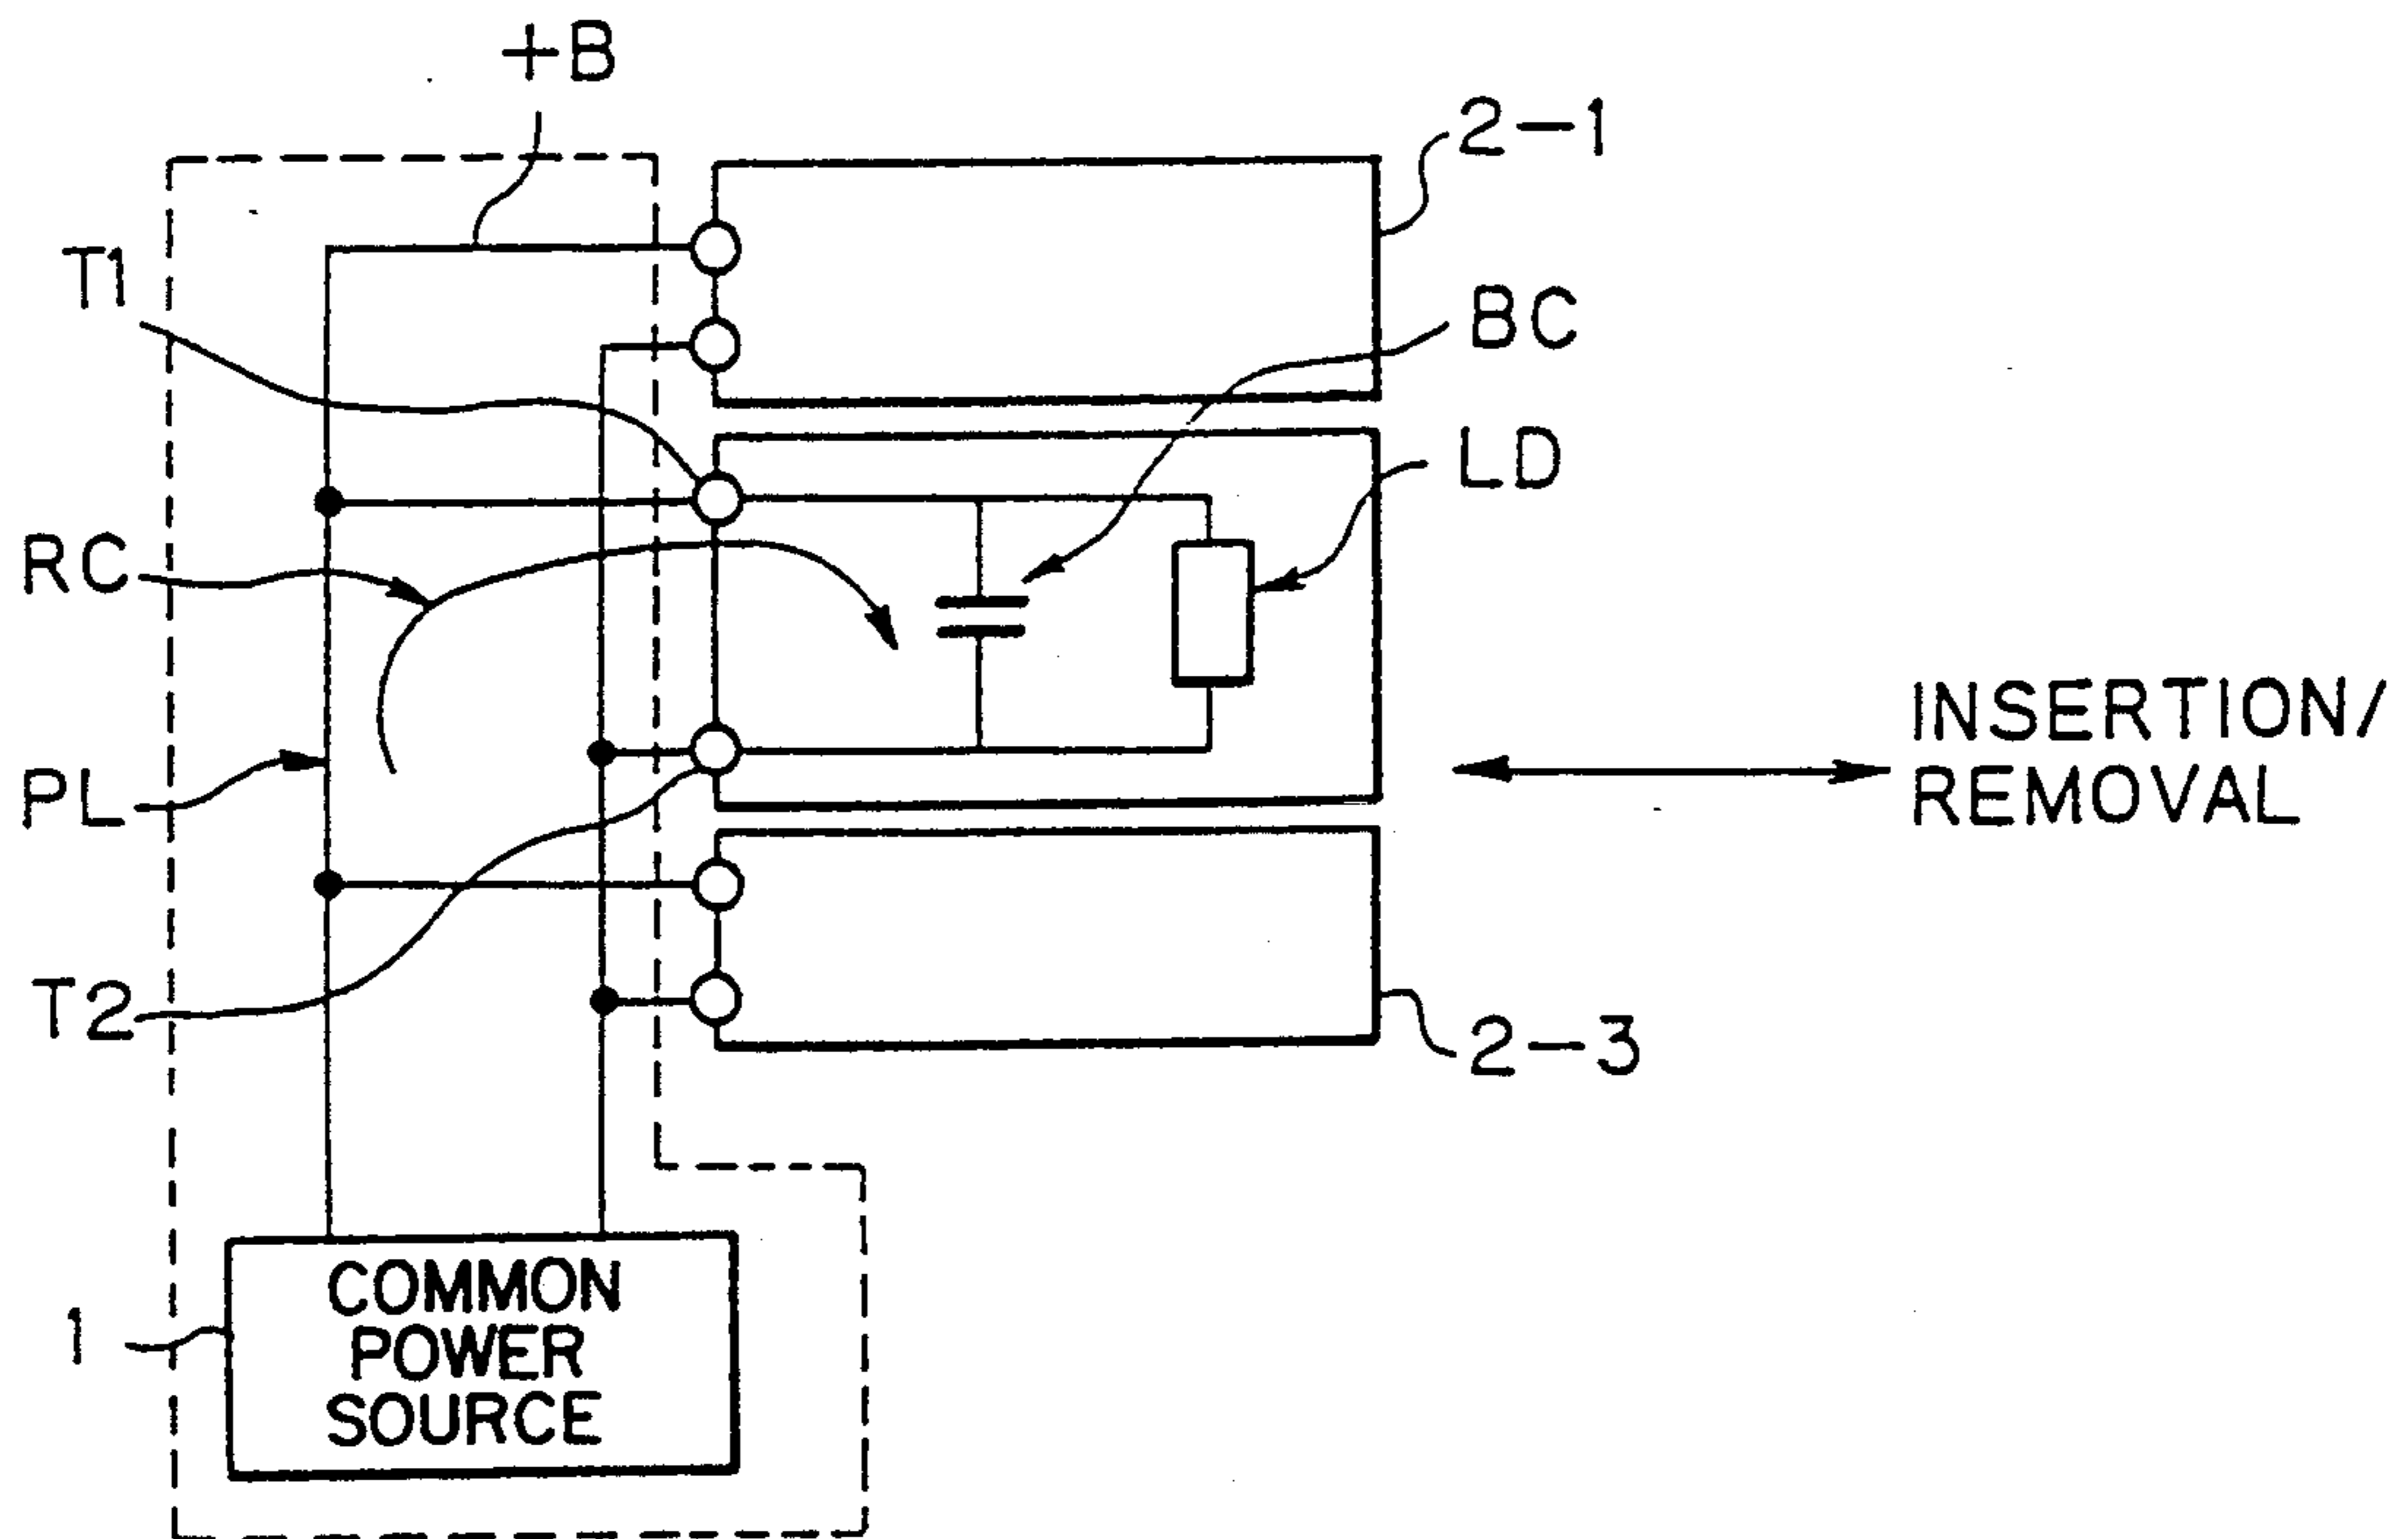 +B
2-1
T1
BC
LD
RC
INSERTION/
REMOVAL
PL
T2
2-3
COMMON
POWER
SOURCE
1